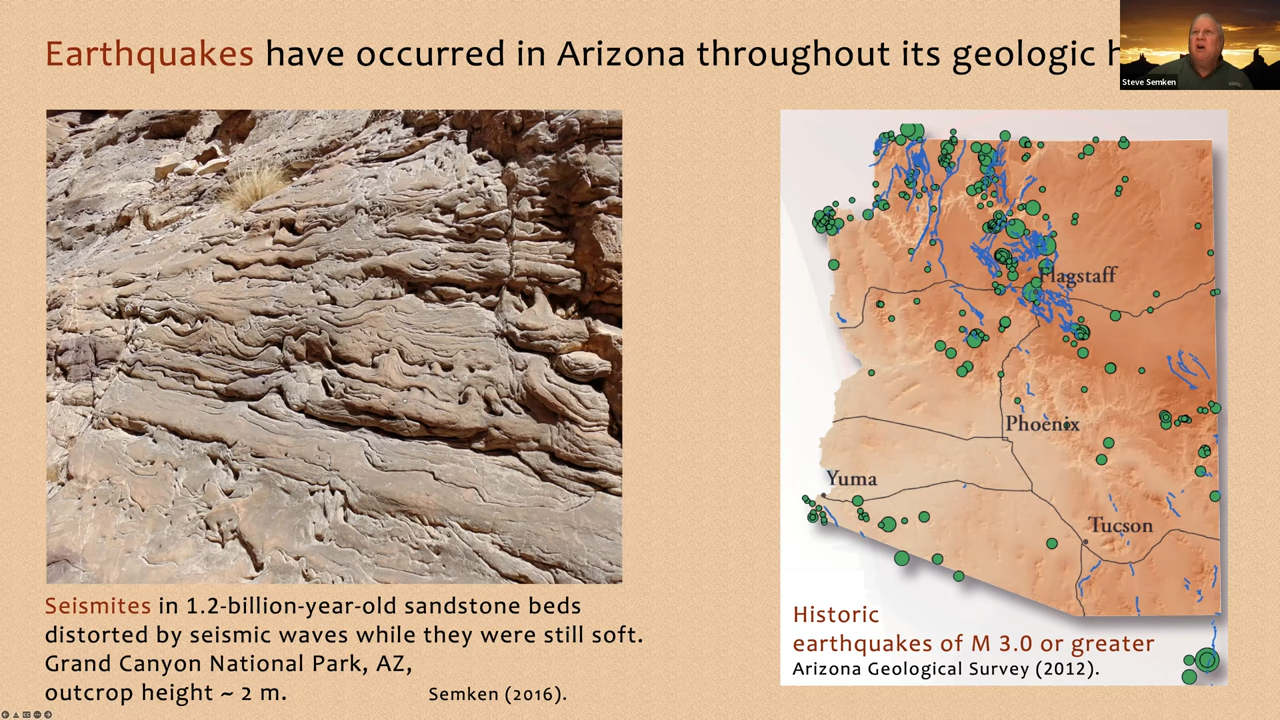 Earthquakes have occurred in Arizona throughout its geologic h
Steve Semken
Flagstaff
Phoenix
Yuma
Tucson
Seismites in 1.2-billion-year-old sandstone beds
distorted by seismic waves while they were still soft.
Grand Canyon National Park, AZ,
outcrop height ~ 2 m.
Semken (2016).
Historic
earthquakes of M 3.0 or greater
Arizona Geological Survey (2012).